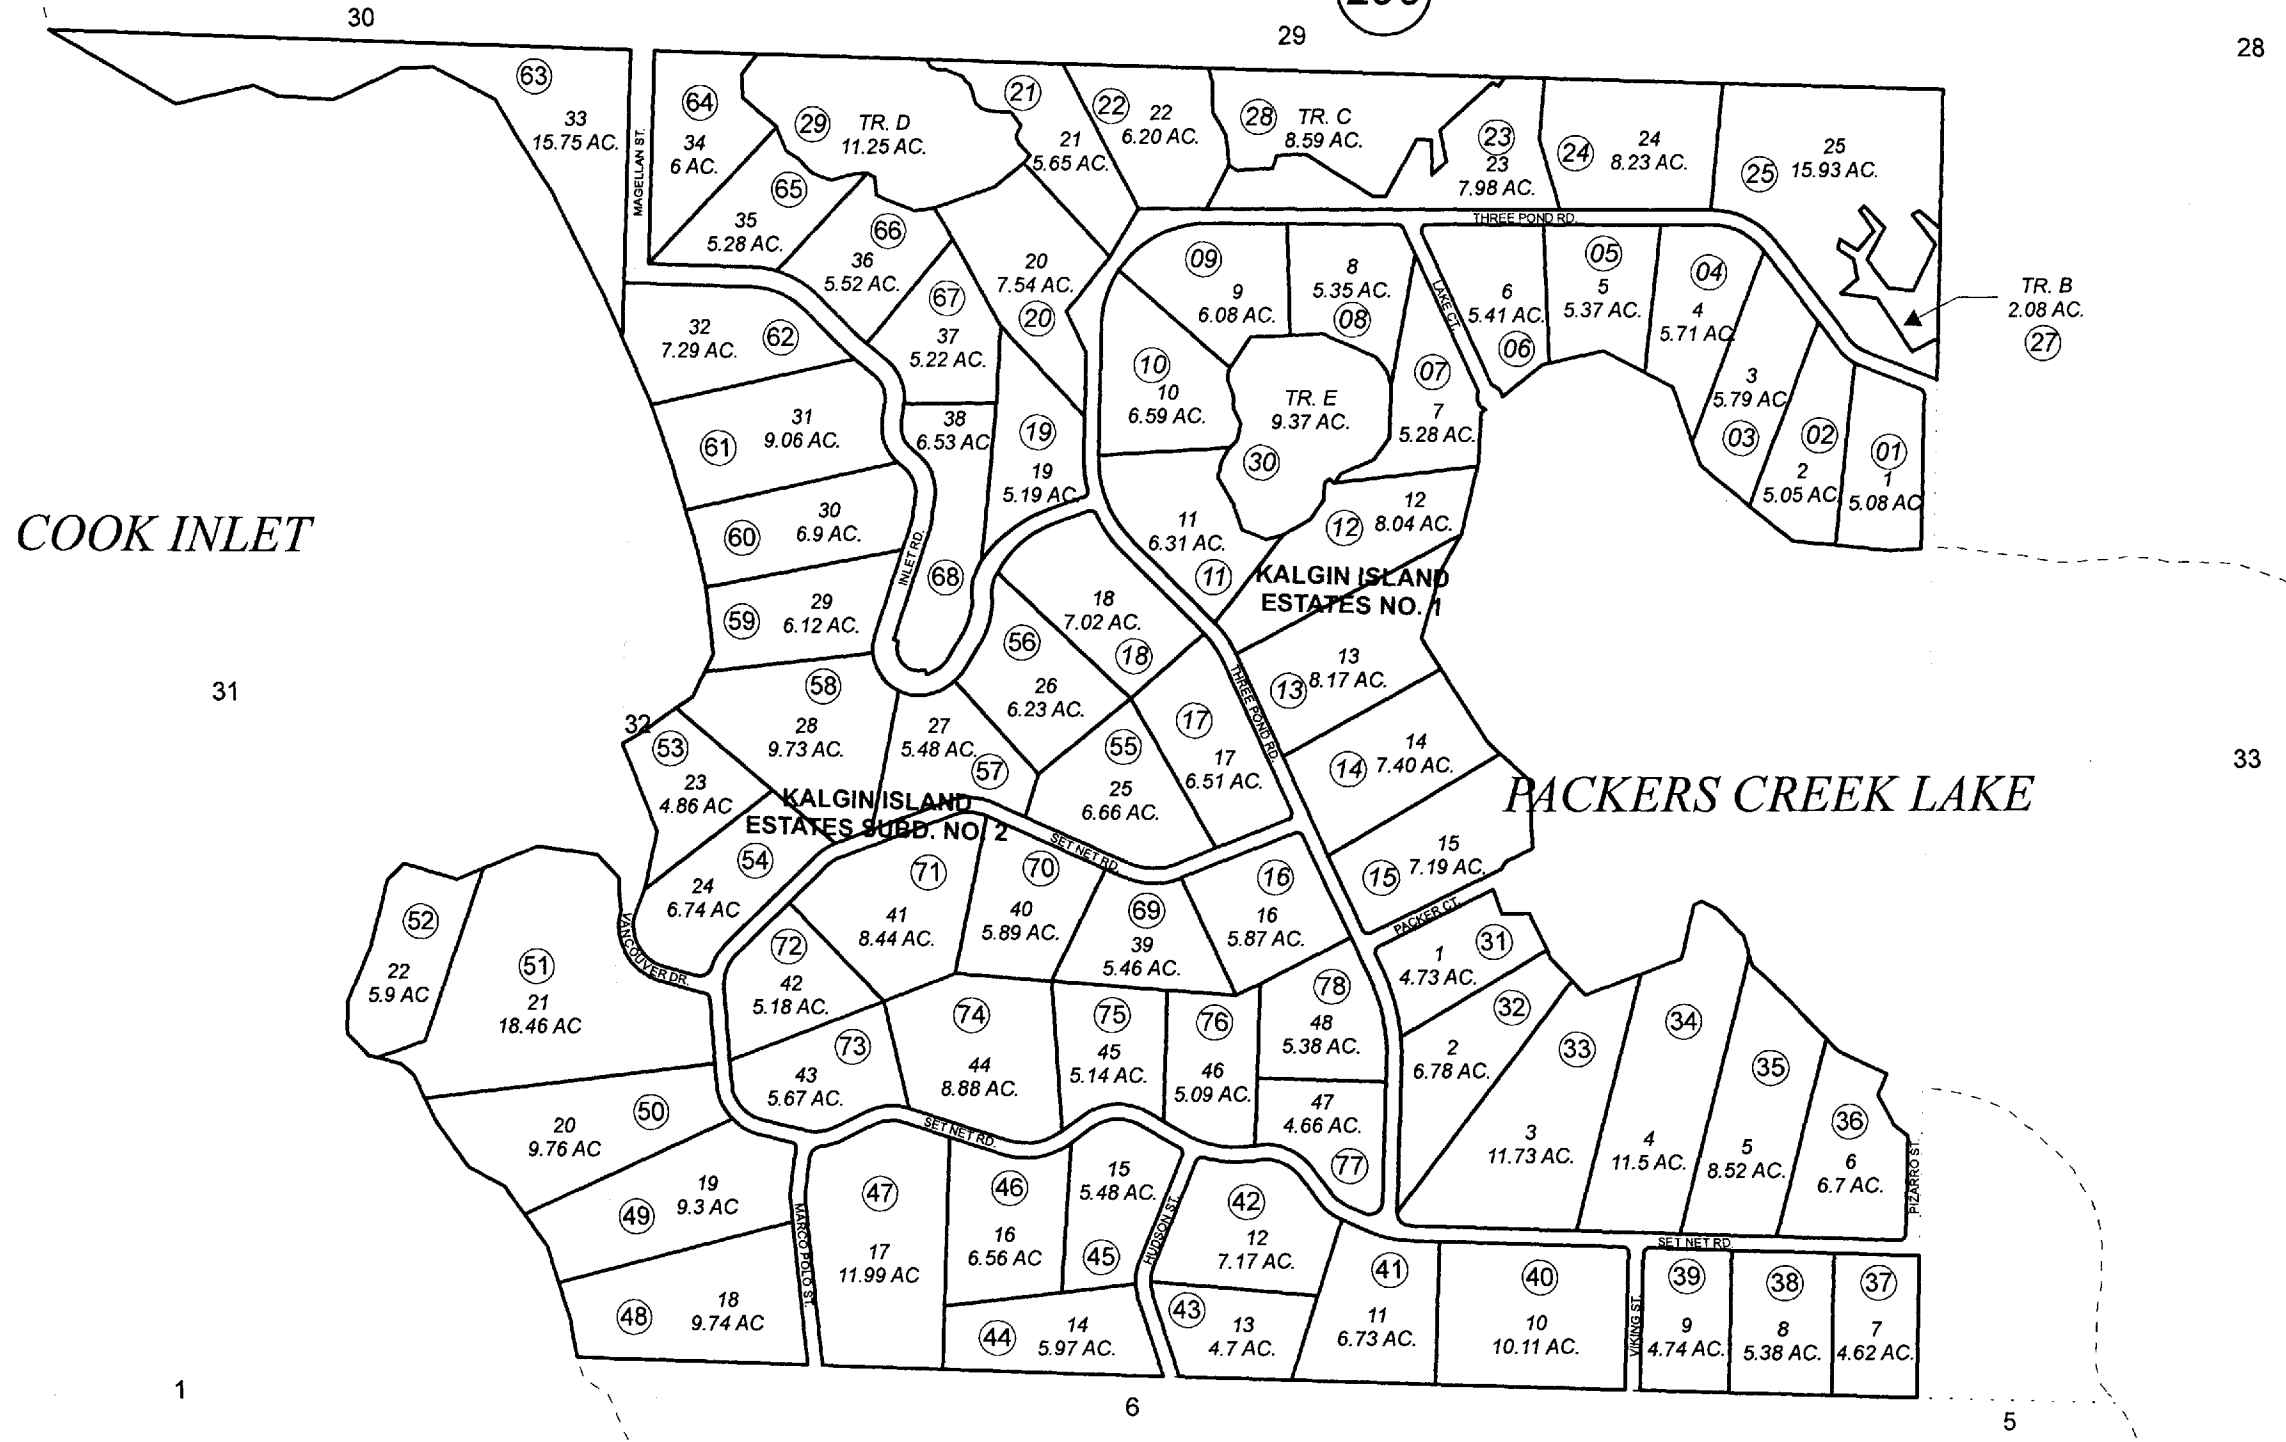 30
29
28
63
33
15.75 AC.
MAGELLAN ST.
64
34
6 AC.
29
TR. D
11.25 AC.
21
21
5.65 AC.
22
22
6.20 AC.
28
TR. C
8.59 AC.
23
23
7.98 AC.
24
24
8.23 AC.
25
25
15.93 AC.
65
35
5.28 AC.
66
36
5.52 AC.
67
37
5.22 AC.
20
7.54 AC.
20
THREE POND RD.
09
9
6.08 AC.
8
5.35 AC.
08
LAKE CT.
6
5.41 AC.
06
05
5
5.37 AC.
04
4
5.71 AC.
TR. B
2.08 AC.
27
32
7.29 AC.
62
10
10
6.59 AC.
TR. E
9.37 AC.
30
07
7
5.28 AC.
3
5.79 AC
03
02
2
5.05 AC
01
1
5.08 AC
61
31
9.06 AC.
38
6.53 AC
68
19
19
5.19 AC
COOK INLET
60
30
6.9 AC.
INLET RD.
11
6.31 AC.
11
12
12
8.04 AC.
KALGIN ISLAND
ESTATES NO. 1
59
29
6.12 AC.
18
7.02 AC.
18
56
26
6.23 AC.
THREE POND RD.
13
13
8.17 AC.
31
32
58
28
9.73 AC.
27
5.48 AC.
57
55
25
6.66 AC.
17
17
6.51 AC.
14
14
7.40 AC.
33
53
23
4.86 AC
KALGIN ISLAND
ESTATES SUBD. NO. 2
PACKERS CREEK LAKE
54
24
6.74 AC
SET NET RD.
15
15
7.19 AC.
71
41
8.44 AC.
70
40
5.89 AC.
69
39
5.46 AC.
16
16
5.87 AC.
PACKER CT.
52
22
5.9 AC
51
21
18.46 AC
VANCOUVER DR.
72
42
5.18 AC.
31
1
4.73 AC.
73
43
5.67 AC.
74
44
8.88 AC.
75
45
5.14 AC.
76
46
5.09 AC.
78
48
5.38 AC.
32
2
6.78 AC.
33
3
11.73 AC.
34
4
11.5 AC.
35
5
8.52 AC.
36
6
6.7 AC.
PIZARRO ST.
47
4.66 AC.
77
50
20
9.76 AC
SET NET RD.
49
19
9.3 AC
MARCO POLO ST.
47
17
11.99 AC
46
16
6.56 AC
15
5.48 AC.
45
HUDSON ST.
42
12
7.17 AC.
SET NET RD
48
18
9.74 AC
44
14
5.97 AC.
43
13
4.7 AC.
41
11
6.73 AC.
40
10
10.11 AC.
VIKING ST.
39
9
4.74 AC.
38
8
5.38 AC.
37
7
4.62 AC.
1
6
5